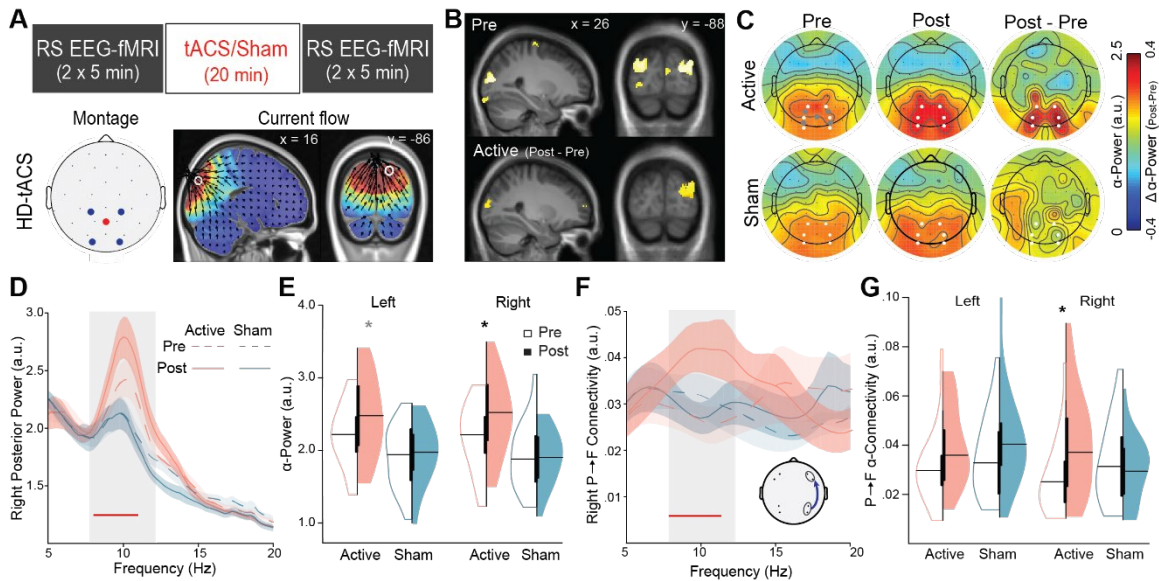 A
RS EEG-fMRI
(2 x 5 min)
tACS/Sham
(20 min)
RS EEG-fMRI
(2 x 5 min)
Montage
Current flow
x = 16
y = -86
HD-tACS
B
Pre
x = 26
y = -88
Active (Post - Pre)
C
Pre
Post
Post - Pre
Active
Sham
2.5
0
α-Power (a.u.)
0.4
-0.4
Δ α-Power (Post-Pre)
D
Right Posterior Power (a.u.)
3.0
2.5
2.0
1.5
Active Sham
Pre
Post
5 10 15 20
Frequency (Hz)
E
α-Power (a.u.)
4.0
3.0
2.0
1.0
Left
Right
*
*
Pre
Post
Active Sham Active Sham
F
Right P→F Connectivity (a.u.)
.05
.04
.03
.02
.005
5 10 15 20
Frequency (Hz)
G
P→F α-Connectivity (a.u.)
0.10
.08
.06
.04
.02
Left
Right
*
Active Sham Active Sham